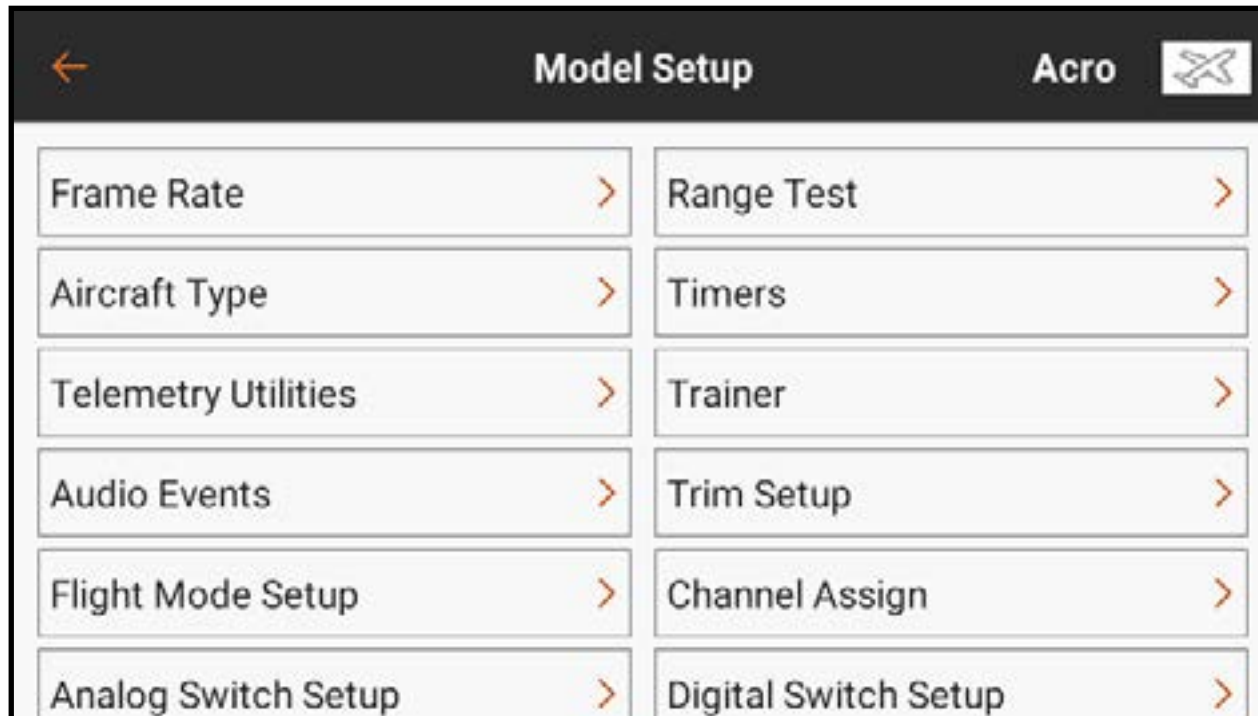 Model Setup Acro
Frame Rate Range Test
Aircraft Type Timers
Telemetry Utilities Trainer
Audio Events Trim Setup
Flight Mode Setup Channel Assign
Analog Switch Setup Digital Switch Setup